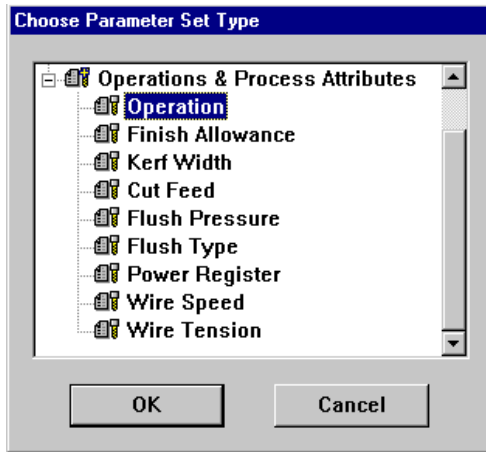 Choose Parameter Set Type
Operations & Process Attributes
Operation
Finish Allowance
Kerf Width
Cut Feed
Flush Pressure
Flush Type
Power Register
Wire Speed
Wire Tension
OK Cancel